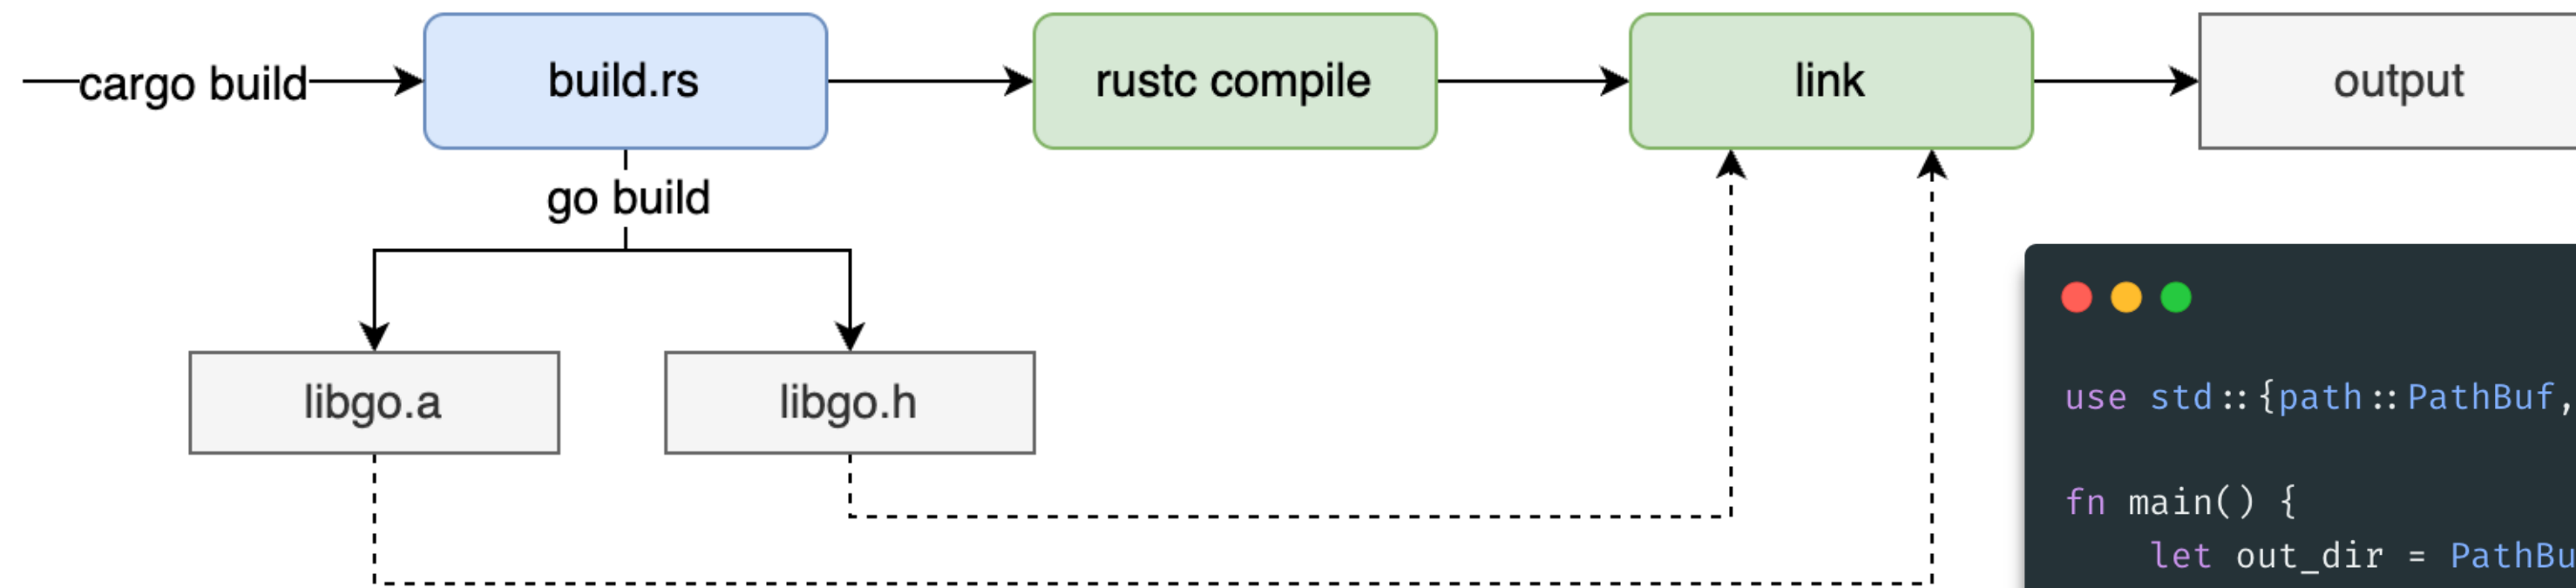 cargo build
build.rs
rustc compile
link
output
go build
libgo.a
libgo.h
use std::{path::PathBuf,
fn main() {
let out_dir = PathBu